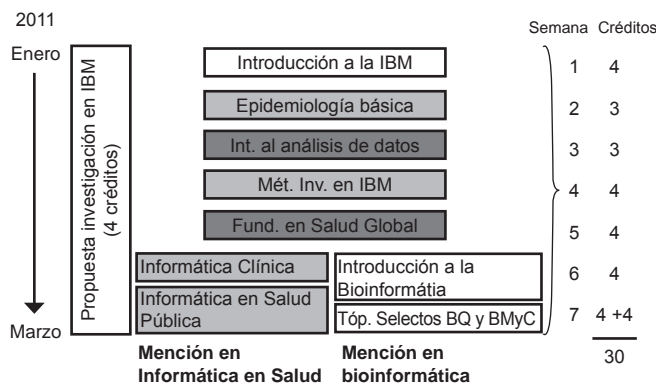 2011
Semana Créditos
Enero
Propuesta investigación en IBM
(4 créditos)
Introducción a la IBM
1 4
Epidemiología básica
2 3
Int. al análisis de datos
3 3
Mét. Inv. en IBM
4 4
Fund. en Salud Global
5 4
Informática Clínica
Introducción a la
Bioinformátia
6 4
Informática en Salud
Pública
Tóp. Selectos BQ y BMyC
7 4 +4
Marzo
30
Mención en
Informática en Salud
Mención en
bioinformática